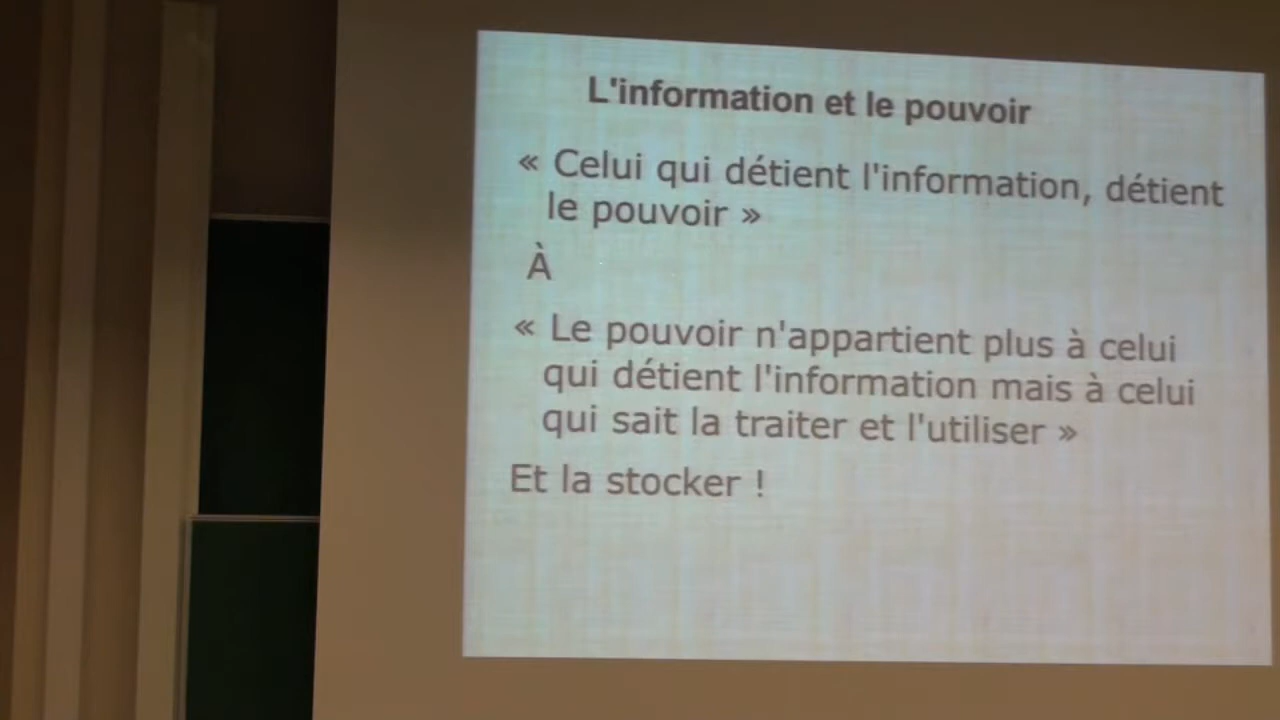 L'information et le pouvoir
« Celui qui détient l'information, détient
le pouvoir »
À
« Le pouvoir n'appartient plus à celui
qui détient l'information mais à celui
qui sait la traiter et l'utiliser »
Et la stocker !